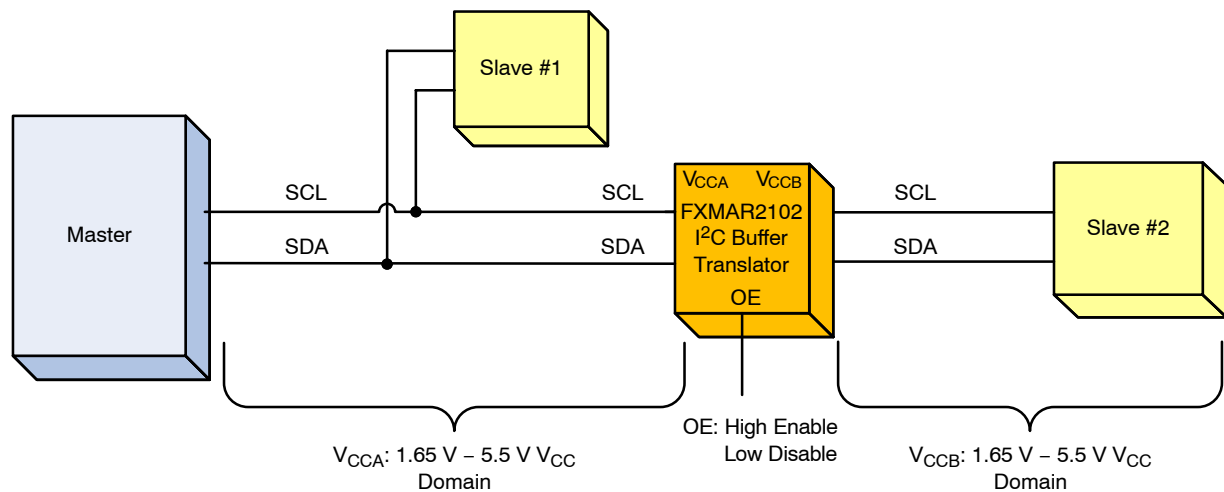 Slave #1
Master
SCL
SDA
SCL
SDA
VCCA VCCB
FXMAR2102
I2C Buffer
Translator
OE
SCL
SDA
Slave #2
OE: High Enable
Low Disable
VCCA: 1.65 V – 5.5 V VCC
Domain
VCCB: 1.65 V – 5.5 V VCC
Domain